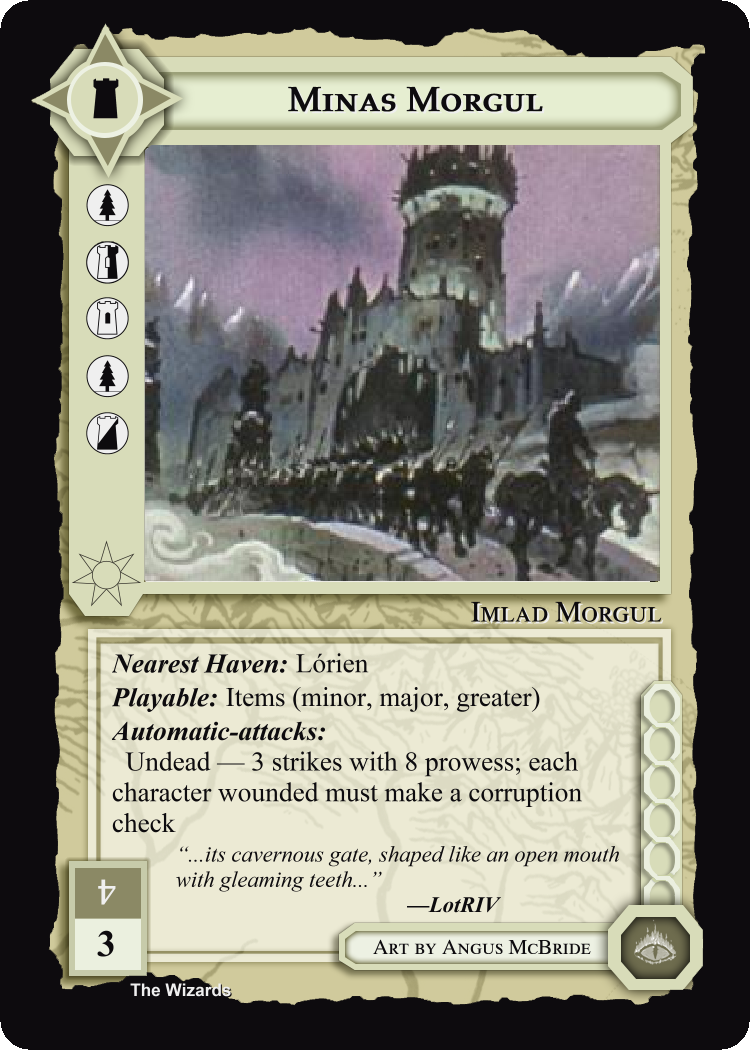 Minas Morgul
Imlad Morgul
Nearest Haven: Lórien
Playable: Items (minor, major, greater)
Automatic-attacks:
Undead — 3 strikes with 8 prowess; each
character wounded must make a corruption
check
“...its cavernous gate, shaped like an open mouth
with gleaming teeth...”
—LotRIV
4
3
Art by Angus McBride
The Wizards